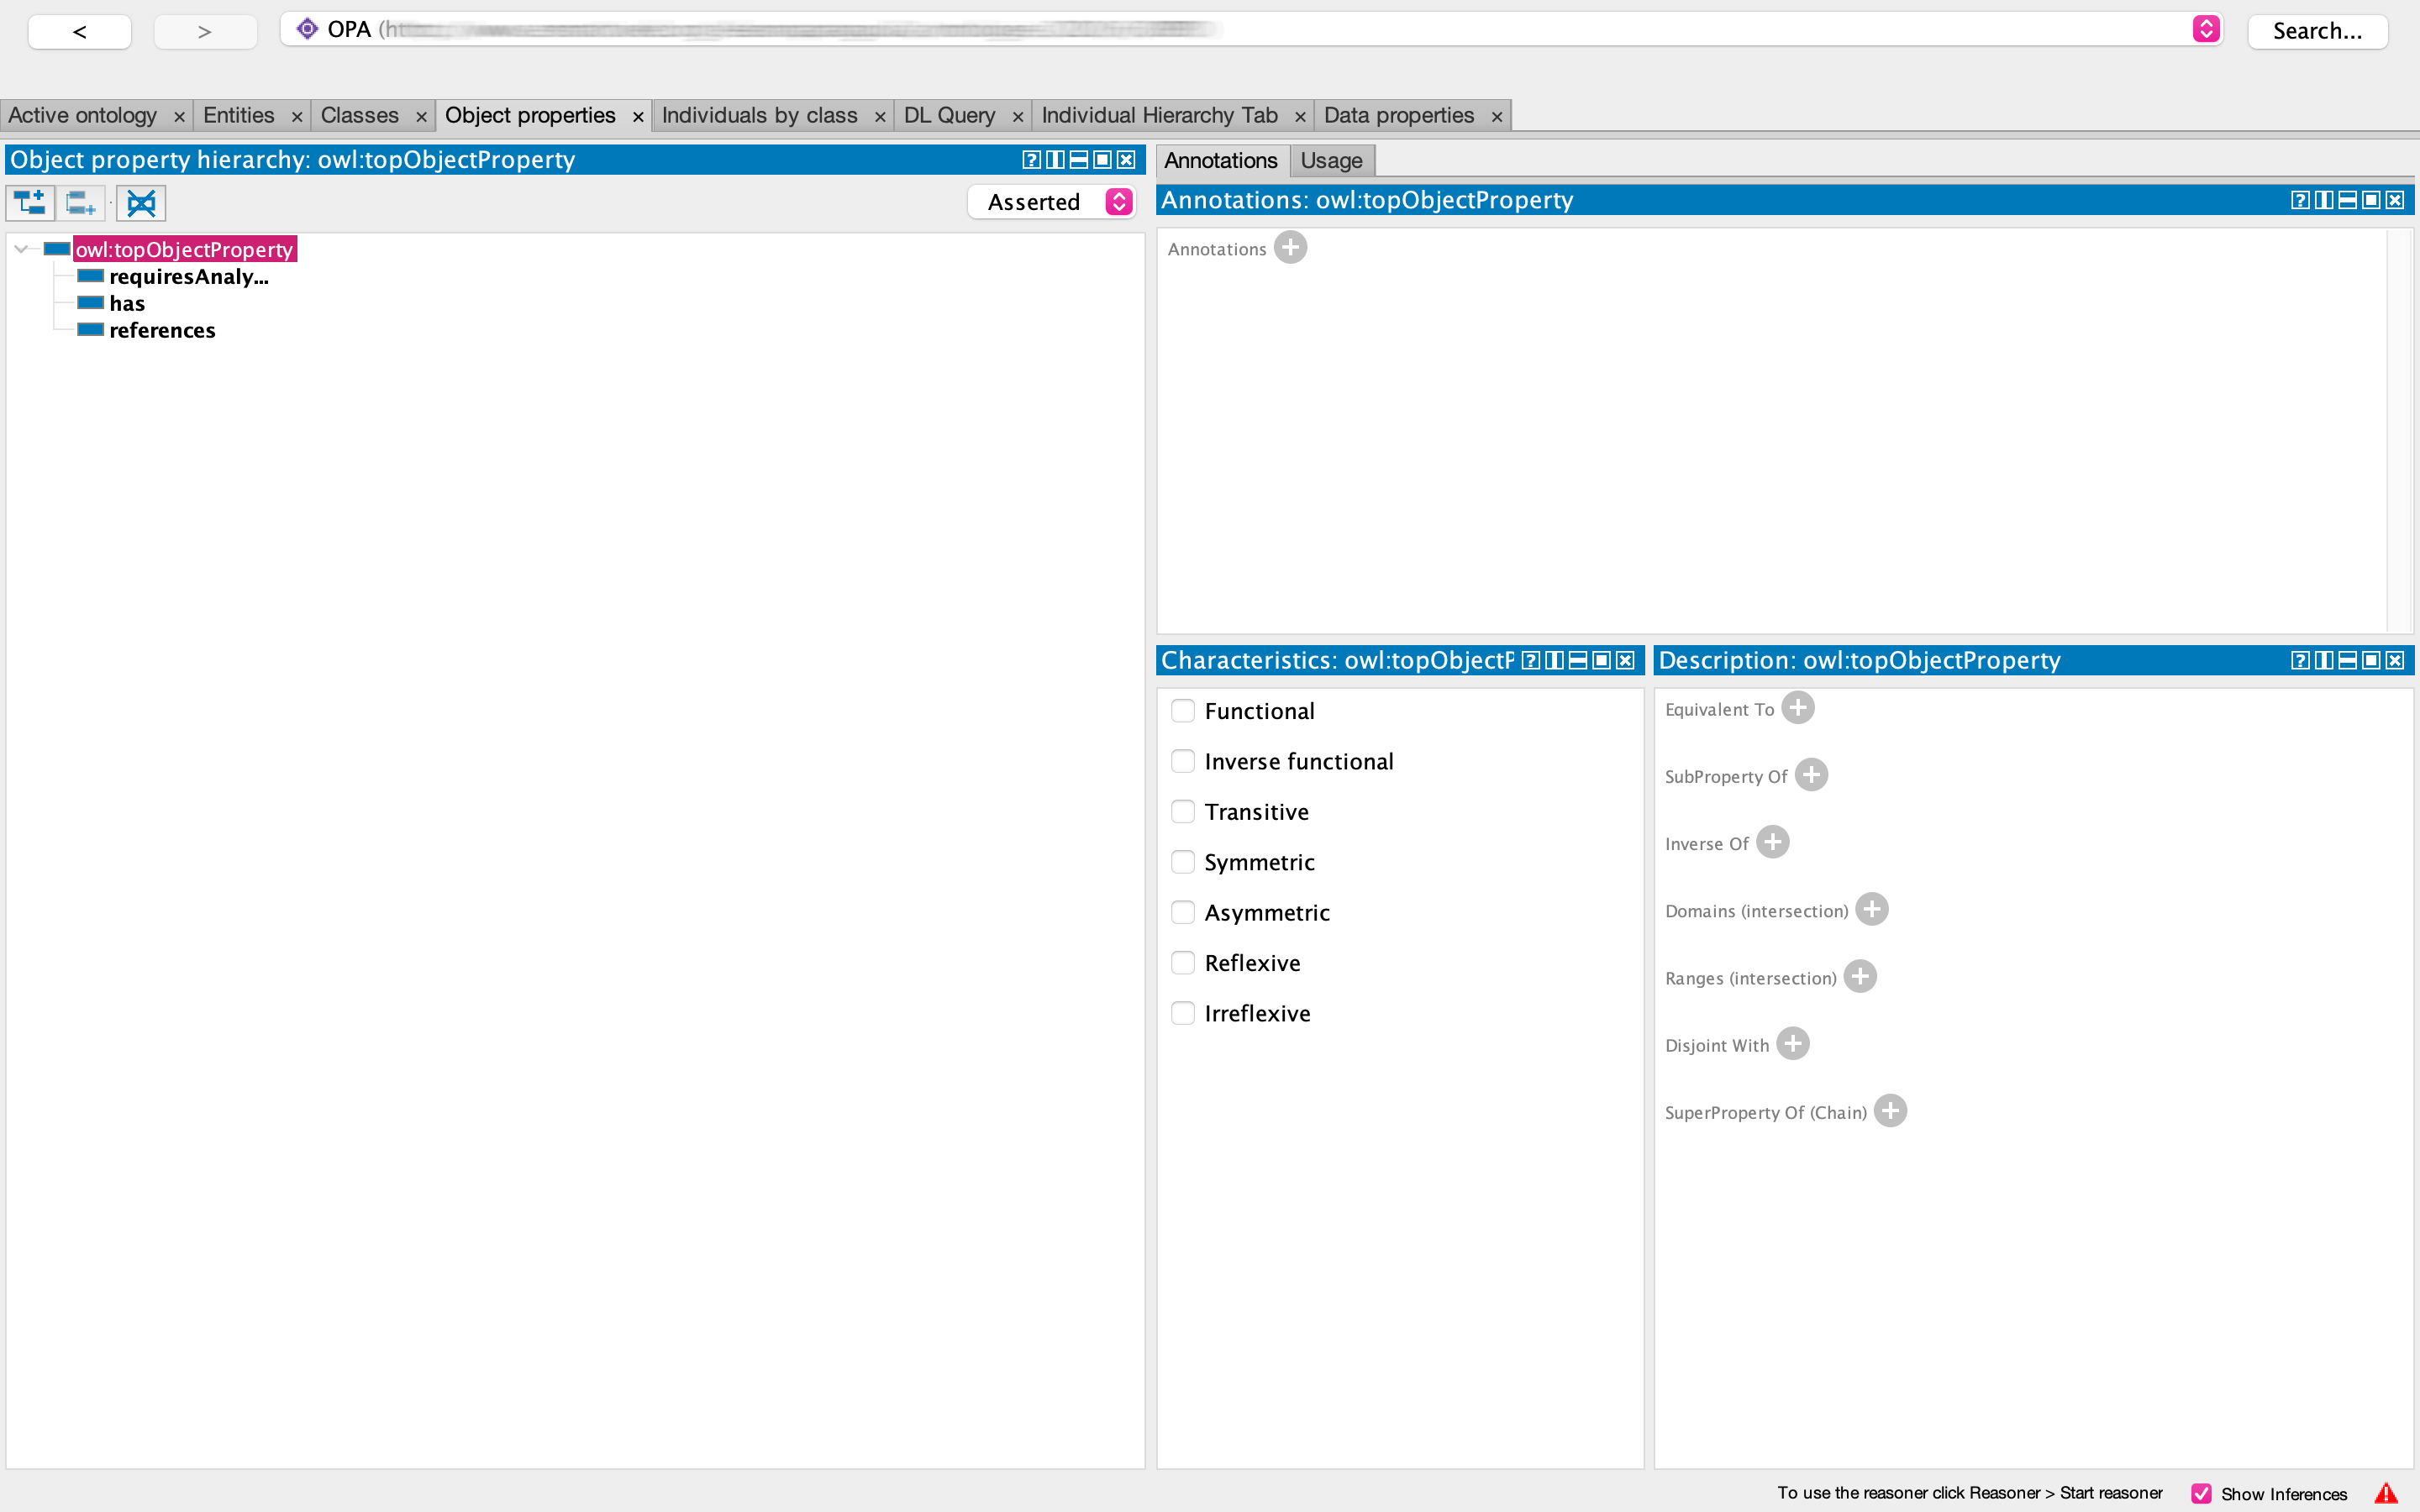 < > OPA Search...
Active ontology × Entities × Classes × Object properties × Individuals by class × DL Query × Individual Hierarchy Tab × Data properties ×
Object property hierarchy: owl:topObjectProperty
Asserted
owl:topObjectProperty
requiresAnaly...
has
references
Annotations Usage
Annotations: owl:topObjectProperty
Annotations
Characteristics: owl:topObjectP
Functional
Inverse functional
Transitive
Symmetric
Asymmetric
Reflexive
Irreflexive
Description: owl:topObjectProperty
Equivalent To
SubProperty Of
Inverse Of
Domains (intersection)
Ranges (intersection)
Disjoint With
SuperProperty Of (Chain)
To use the reasoner click Reasoner > Start reasoner Show Inferences